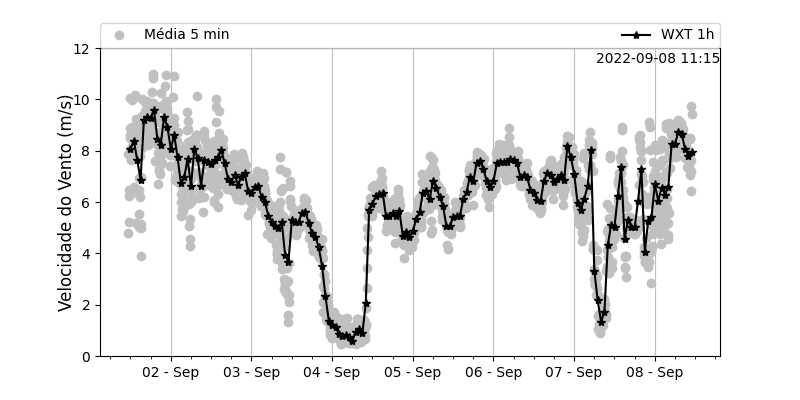 Média 5 min
WXT 1h
2022-09-08 11:15
Velocidade do Vento (m/s)
12
10
8
6
4
2
0
02 - Sep
03 - Sep
04 - Sep
05 - Sep
06 - Sep
07 - Sep
08 - Sep